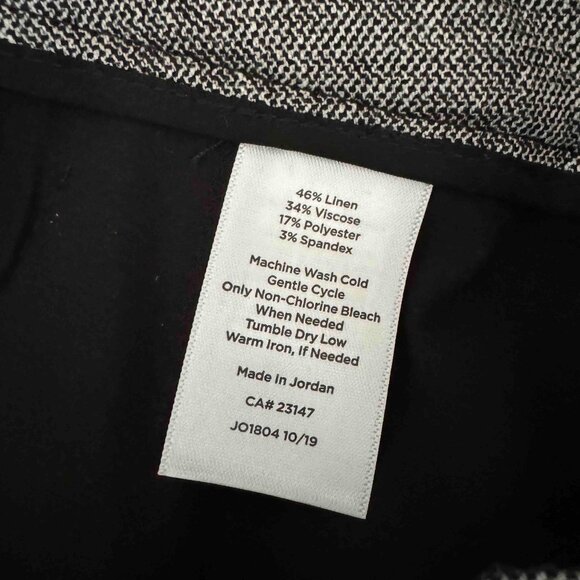 46% Linen
34% Viscose
17% Polyester
3% Spandex
Machine Wash Cold
Gentle Cycle
Only Non-Chlorine Bleach
When Needed
Tumble Dry Low
Warm Iron, If Needed
Made in Jordan
CA# 23147
JO1804 10/19